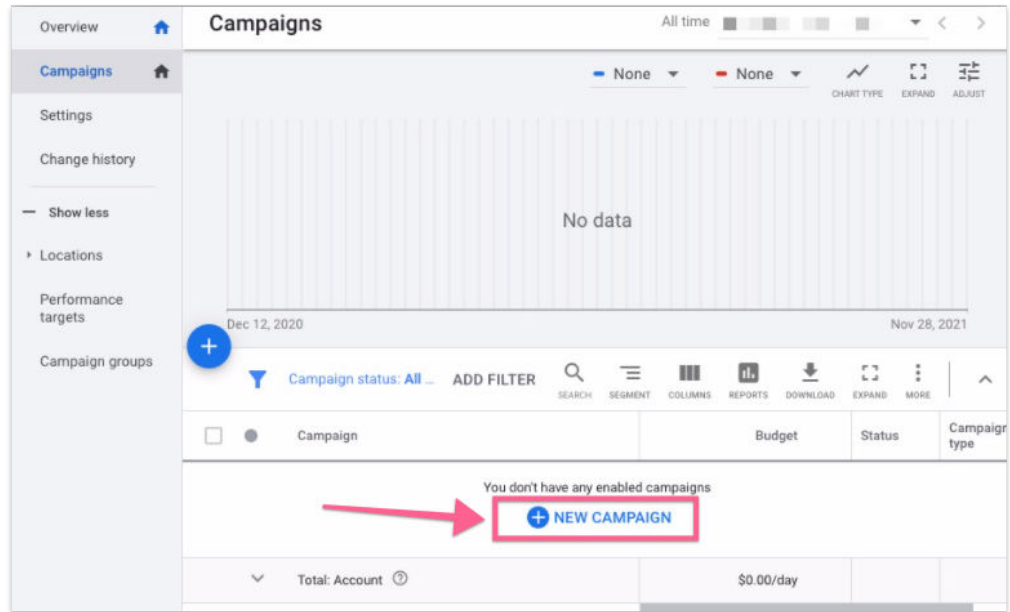 Overview
Campaigns
Settings
Change history
Show less
Locations
Performance
targets
Campaign groups
Campaigns
All time
None
None
CHART TYPE
EXPAND
ADJUST
No data
Dec 12, 2020
Nov 28, 2021
Campaign status: All ...
ADD FILTER
SEARCH
SEGMENT
COLUMNS
REPORTS
DOWNLOAD
EXPAND
MORE
Campaign
Budget
Status
Campaign
type
You don't have any enabled campaigns
NEW CAMPAIGN
Total: Account
$0.00/day